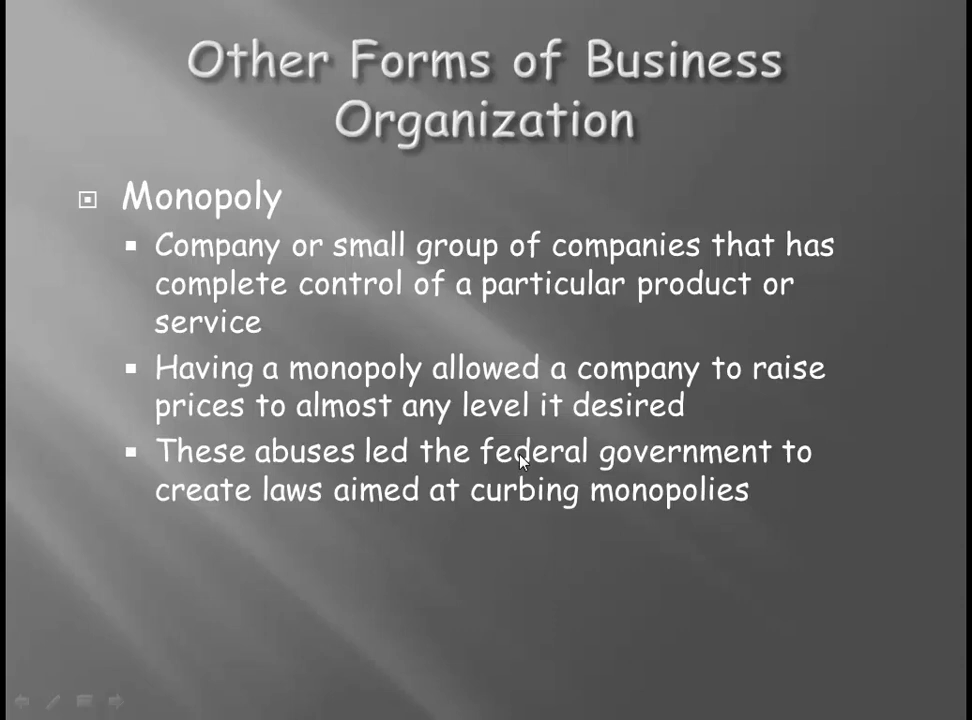 Other Forms of Business
Organization
Monopoly
Company or small group of companies that has
complete control of a particular product or
service
Having a monopoly allowed a company to raise
prices to almost any level it desired
These abuses led the federal government to
create laws aimed at curbing monopolies